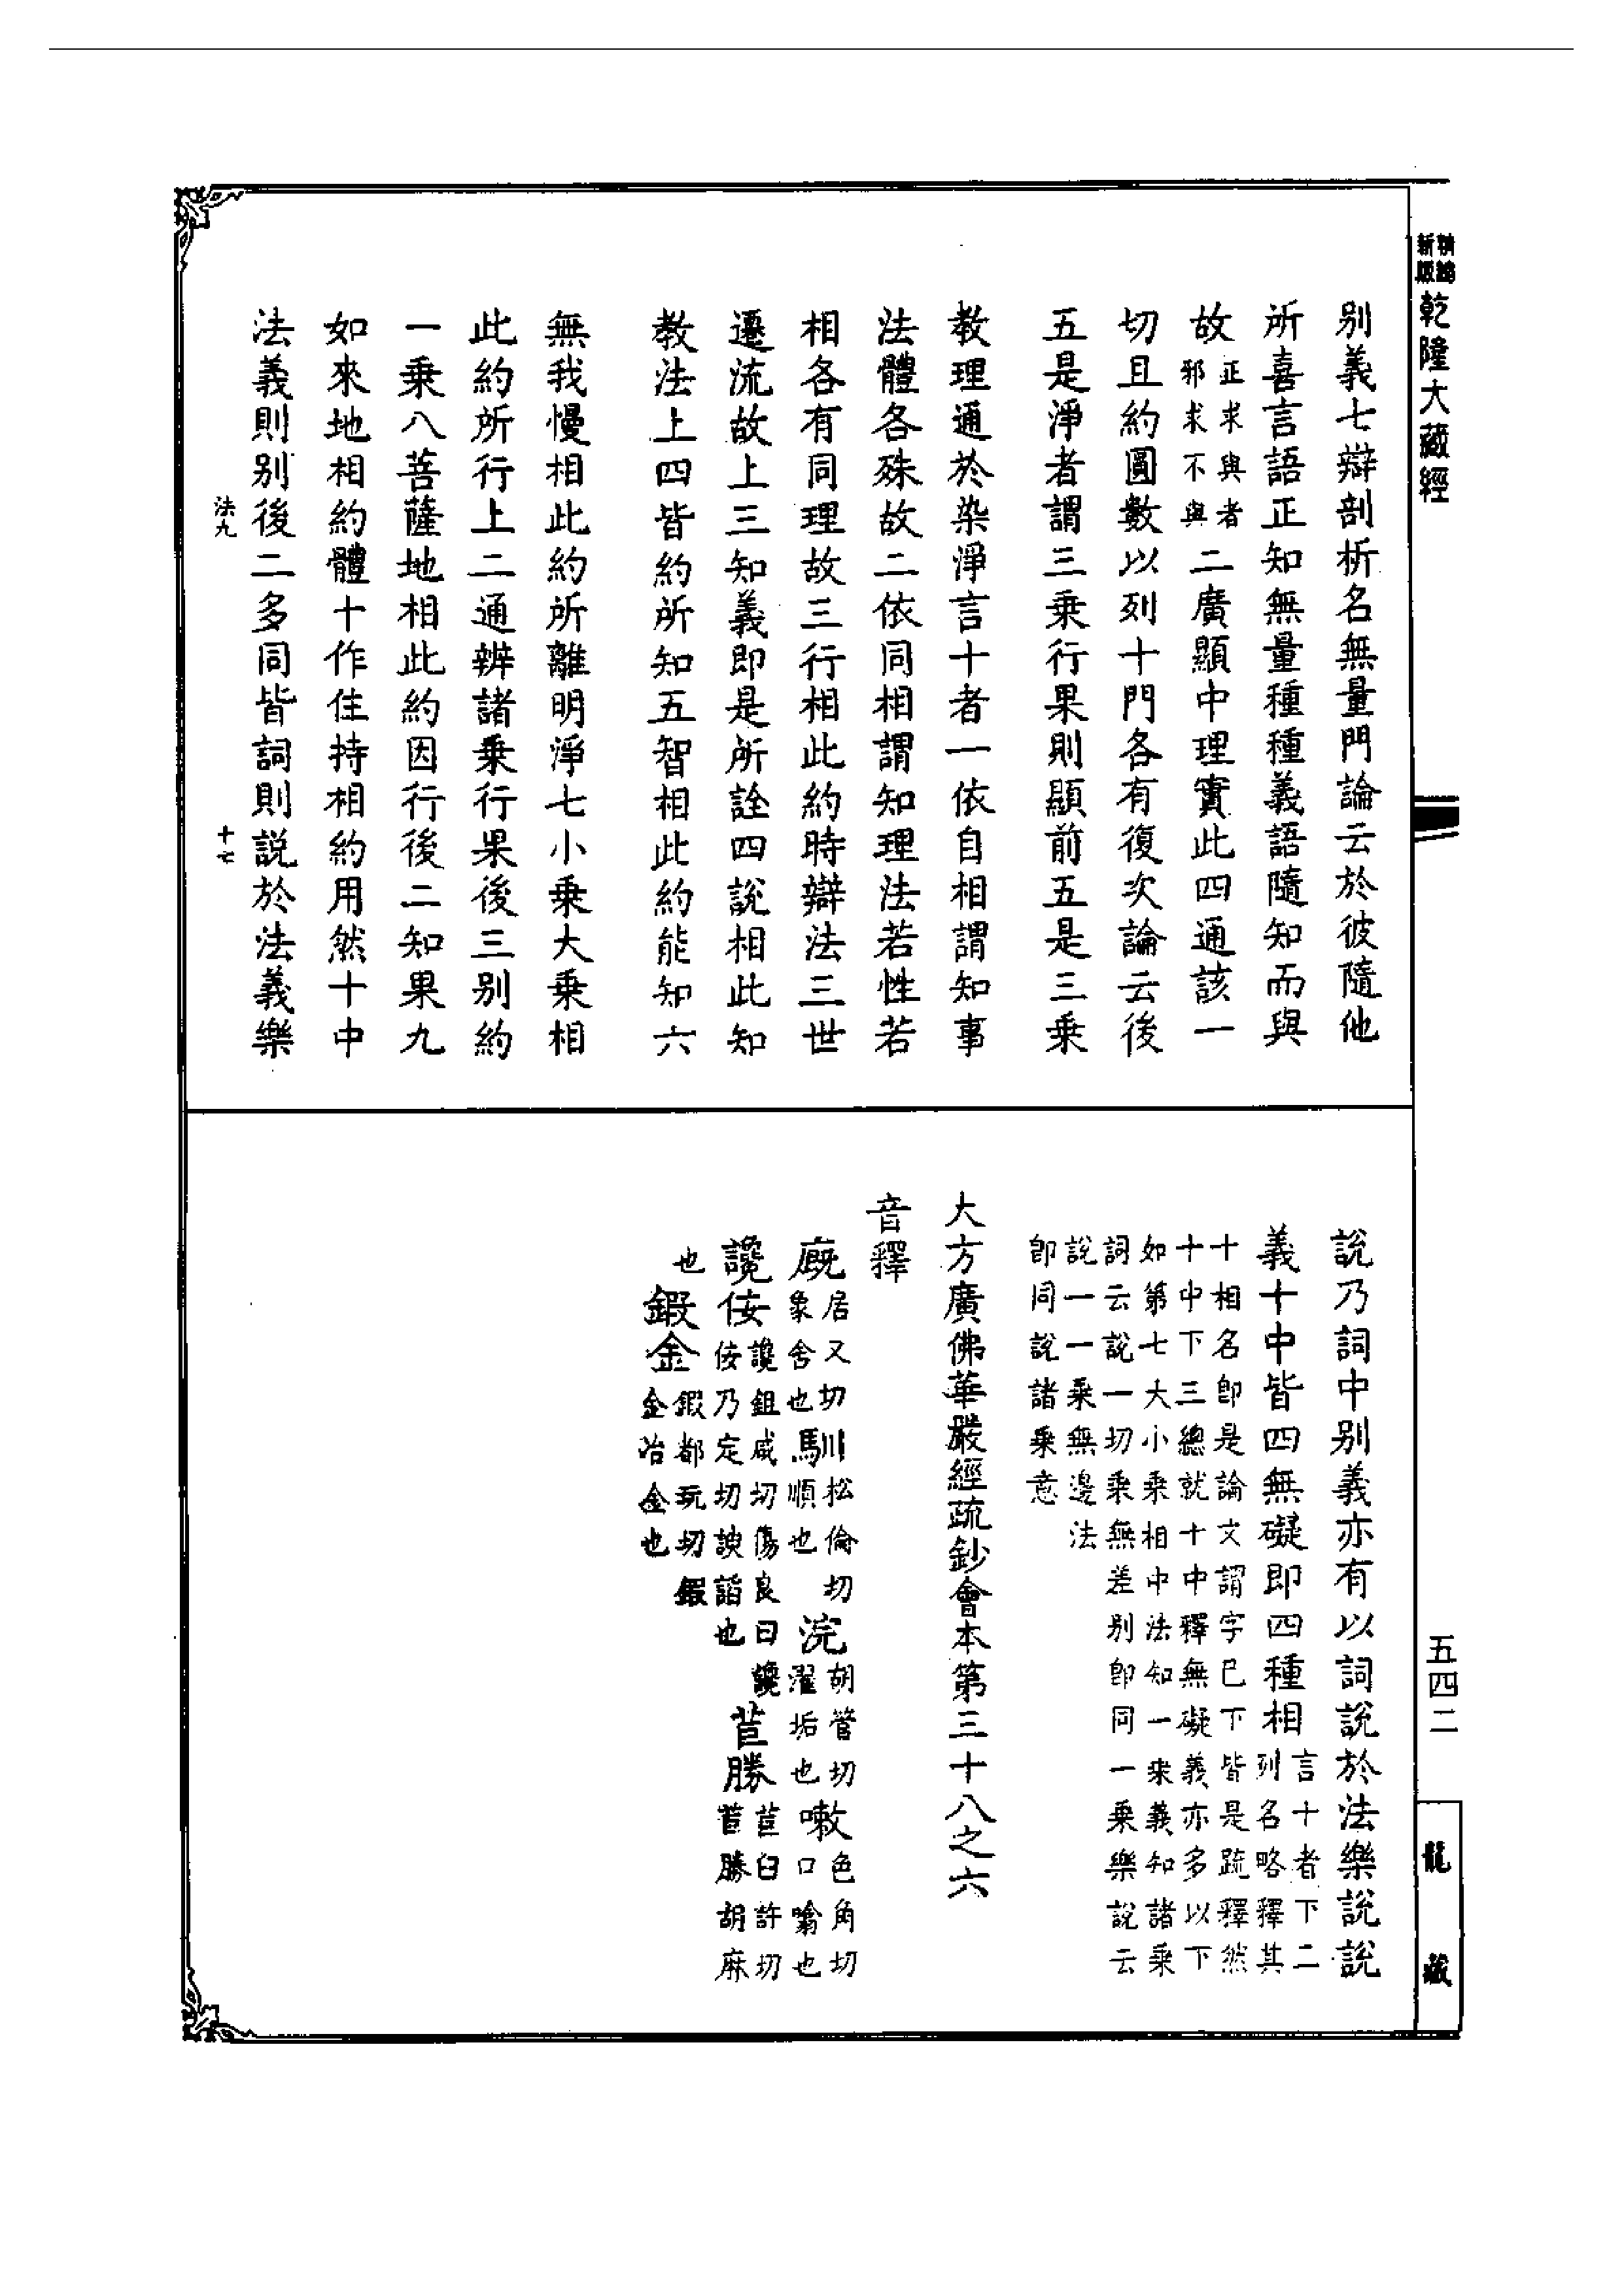 新版 精縮 乾隆大藏經
别義七辯剖析名無量門論云於彼隨他
所喜言語正知無量種種義語隨知而與
故正求與者邪求不與二廣顯中理實此四通該一
切且約圓數以列十門各有復次論云後
五是淨者謂三乘行果則顯前五是三乘
教理通於染淨言十者一依自相謂知事
法體各殊故二依同相謂知理法若性若
相各有同理故三行相此約時辯法三世
遷流故上三知義即是所詮四說相此知
教法上四皆約所知五智相此約能知六
無我慢相此約所離明淨七小乘大乘相
此約所行上二通辨諸乘行果後三别約
一乘八菩薩地相此約因行後二知果九
如來地相約體十作住持相約用然十中
法義則别後二多同皆詞則説於法義樂
法九
十七
說乃詞中别義亦有以詞說於法樂説說
義十中皆四無礙即四種相言十者下二列名略釋其
十相名即是論文謂字已下皆是疏釋然
十中下三總就十中釋無礙義亦多以下
如第七大小乘相中法知一乘義知諸乘
詞云說一切乘無差别即同一乘樂說云
說一一乘無邊法
即同說諸乘意
大方廣佛華嚴經疏鈔會本第三十八之六
音釋
廐居又切象舍也馴松倫切順也浣胡管切濯垢也嗽色角切口噏也
讒佞讒鉏咸切傷良曰讒佞乃定切諛諂也苣勝苣臼許切苣勝胡麻
也鍛金鍛都玩切鍛金冶金也
五四二
龍藏